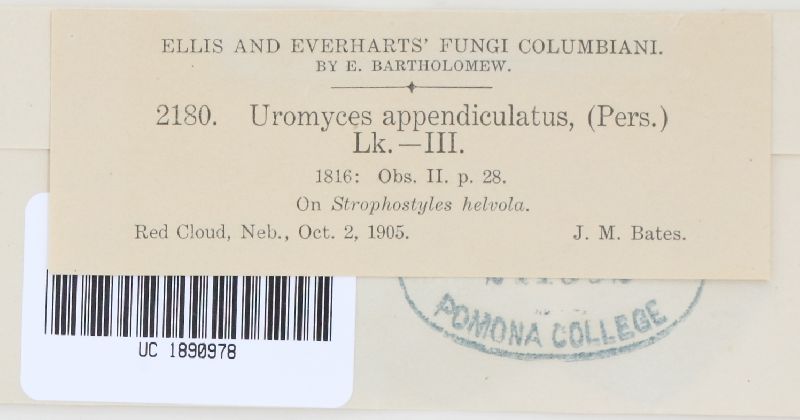 ELLIS AND EVERHARTS' FUNGI COLUMBIANI.
BY E. BARTHOLOMEW.
2180. Uromyces appendiculatus, (Pers.)
Lk.—III.
1816: Obs. II. p. 28.
On Strophostyles helvola.
Red Cloud, Neb., Oct. 2, 1905. J. M. Bates.
POMONA COLLEGE
UC 1890978